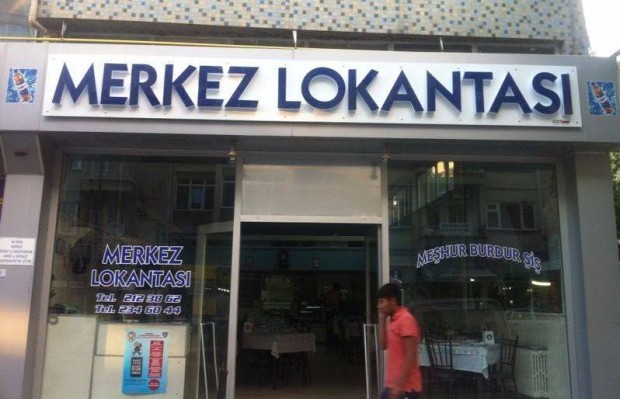 MERKEZ LOKANTASI
MERKEZ
LOKANTASI
Tel. 212 38 62
Tel. 234 60 44
MEŞHUR BURDUR ŞİŞ